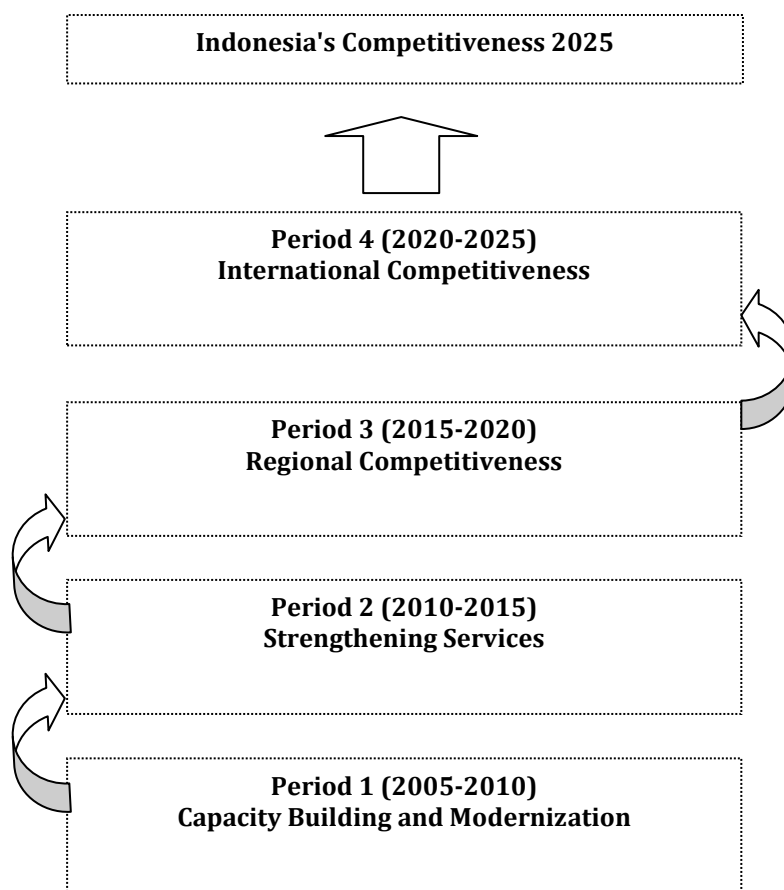 Indonesia's Competitiveness 2025
Period 4 (2020-2025)
International Competitiveness
Period 3 (2015-2020)
Regional Competitiveness
Period 2 (2010-2015)
Strengthening Services
Period 1 (2005-2010)
Capacity Building and Modernization